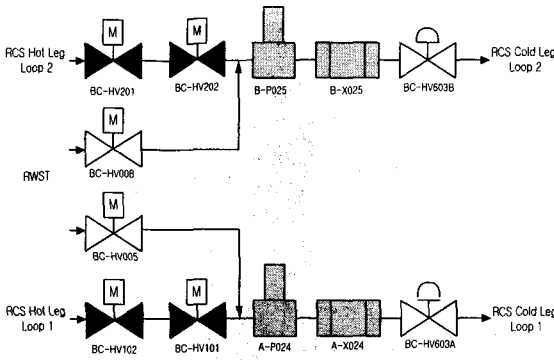 M
M
RCS Hot Leg
Loop 2
BC-HV201
BC-HV202
B-P025
B-X025
BC-HV603B
RCS Cold Leg
Loop 2
M
BC-HV008
RWST
M
BC-HV005
M
M
RCS Hot Leg
Loop 1
BC-HV102
BC-HV101
A-P024
A-X024
BC-HV603A
RCS Cold Leg
Loop 1